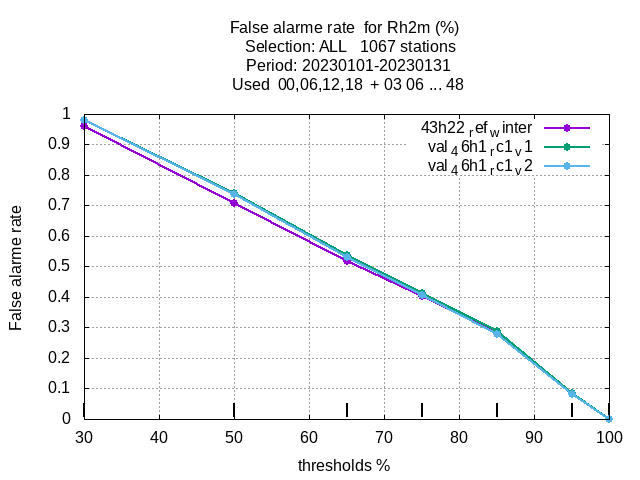 False alarme rate  for Rh2m (%)
Selection: ALL   1067 stations
Period: 20230101-20230131
Used  00,06,12,18  + 03 06 ... 48
43h22 ref winter
val 4 6h1 r c1 v 1
val 4 6h1 r c1 v 2
1
0.9
0.8
0.7
0.6
0.5
0.4
0.3
0.2
0.1
0
False alarme rate
30 40 50 60 70 80 90 100
thresholds %